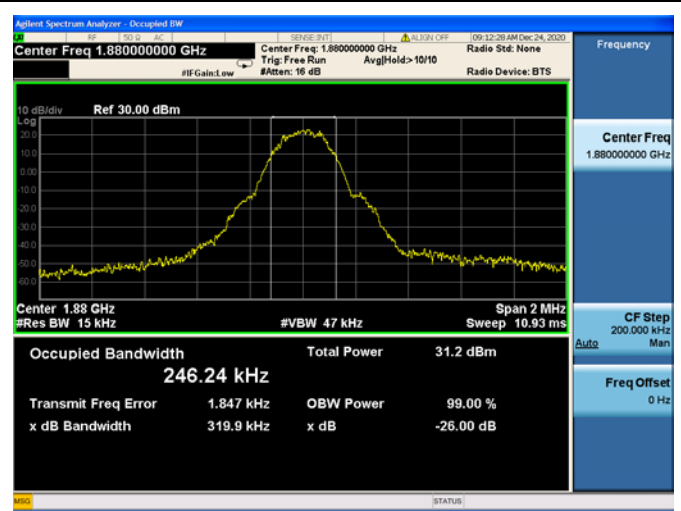 Agilent Spectrum Analyzer - Occupied BW
RF 50 Ω AC SENSE:INT ALIGN OFF 09:12:28 AM Dec 24, 2020
Center Freq 1.880000000 GHz
Center Freq: 1.880000000 GHz
Radio Std: None
Trig: Free Run
Avg|Hold:>10/10
#IFGain:Low
#Atten: 16 dB
Radio Device: BTS
Frequency
10 dB/div Ref 30.00 dBm
Log
20.0
10.0
0.00
-10.0
-20.0
-30.0
-40.0
-50.0
-60.0
Center 1.88 GHz
Span 2 MHz
#Res BW 15 kHz
#VBW 47 kHz
Sweep 10.93 ms
Center Freq
1.880000000 GHz
CF Step
200.000 kHz
Auto Man
Freq Offset
0 Hz
Occupied Bandwidth
Total Power 31.2 dBm
246.24 kHz
Transmit Freq Error 1.847 kHz OBW Power 99.00 %
x dB Bandwidth 319.9 kHz x dB -26.00 dB
MSG
STATUS